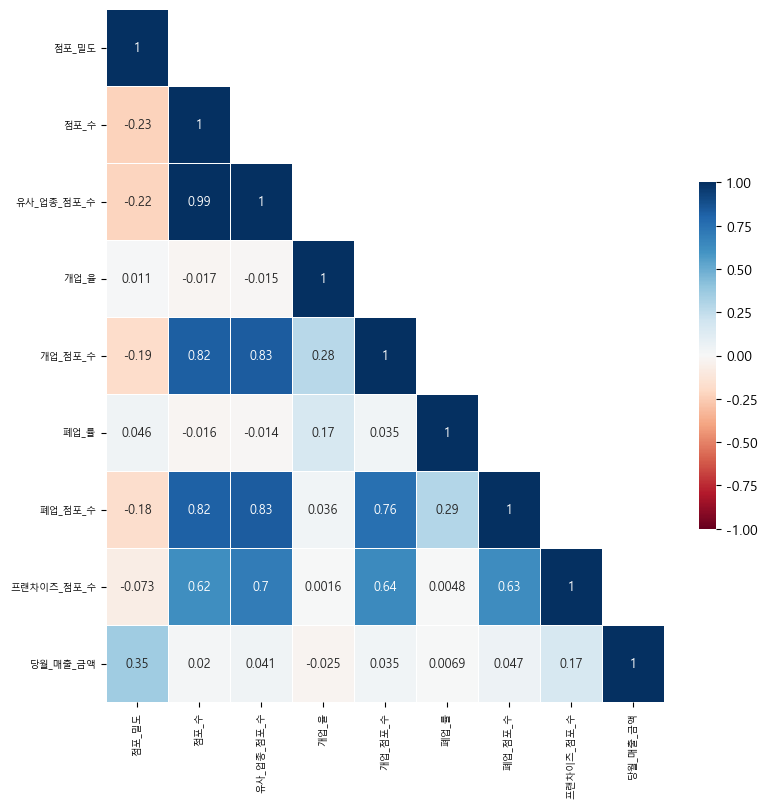 점포_밀도 1
점포_수 -0.23 1
유사_업종_점포_수 -0.22 0.99 1
개업_율 0.011 -0.017 -0.015 1
개업_점포_수 -0.19 0.82 0.83 0.28 1
폐업_률 0.046 -0.016 -0.014 0.17 0.035 1
폐업_점포_수 -0.18 0.82 0.83 0.036 0.76 0.29 1
프랜차이즈_점포_수 -0.073 0.62 0.7 0.0016 0.64 0.0048 0.63 1
당월_매출_금액 0.35 0.02 0.041 -0.025 0.035 0.0069 0.047 0.17 1
점포_밀도
점포_수
유사_업종_점포_수
개업_율
개업_점포_수
폐업_률
폐업_점포_수
프랜차이즈_점포_수
당월_매출_금액
1.00
0.75
0.50
0.25
0.00
-0.25
-0.50
-0.75
-1.00